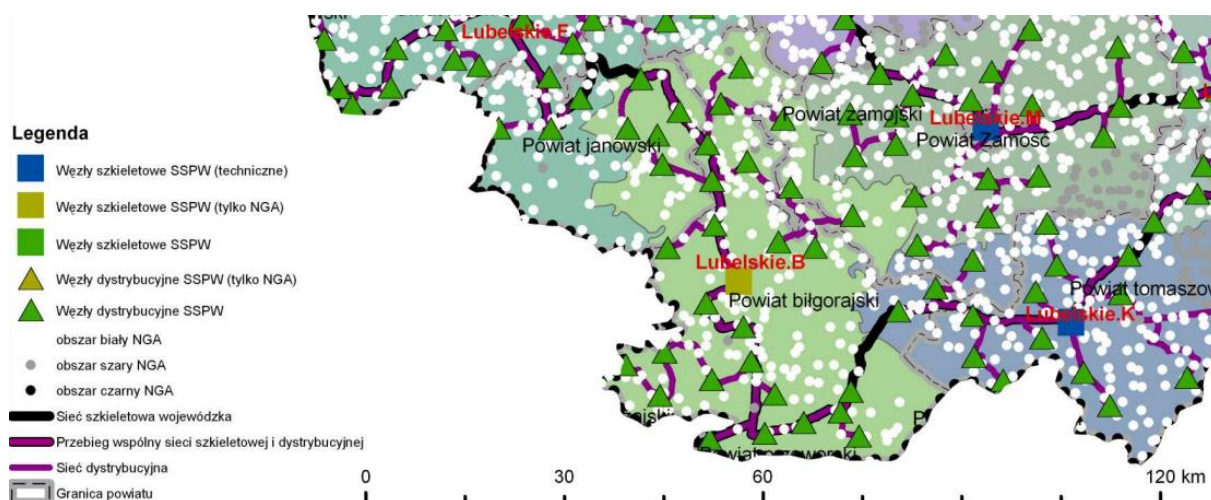 Lubelskie.F
Powiat zamojski
Lubelskie.M
Powiat janowski
Powiat Zamość
Legenda
Węzły szkieletowe SSPW (techniczne)
Węzły szkieletowe SSPW (tylko NGA)
Węzły szkieletowe SSPW
Lubelskie.B
Węzły dystrybucyjne SSPW (tylko NGA)
Powiat biłgorajski
Powiat tomaszow
Węzły dystrybucyjne SSPW
Lubelskie.K
obszar biały NGA
obszar szary NGA
obszar czarny NGA
Sieć szkieletowa wojewódzka
Przebieg wspólny sieci szkieletowej i dystrybucyjnej
Sieć dystrybucyjna
Granica powiatu
0 30 60 120 km